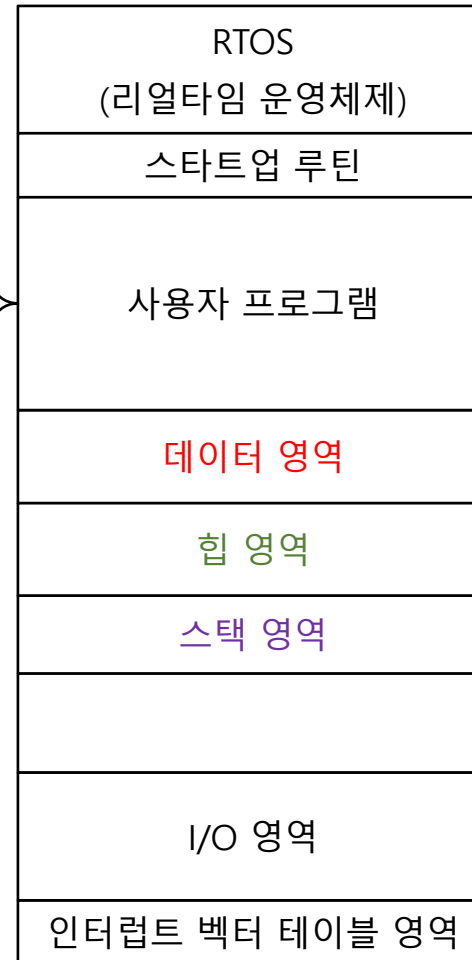 RTOS
(리얼타임 운영체제)
스타트업 루틴
사용자 프로그램
데이터 영역
힙 영역
스택 영역
I/O 영역
인터럽트 벡터 테이블 영역